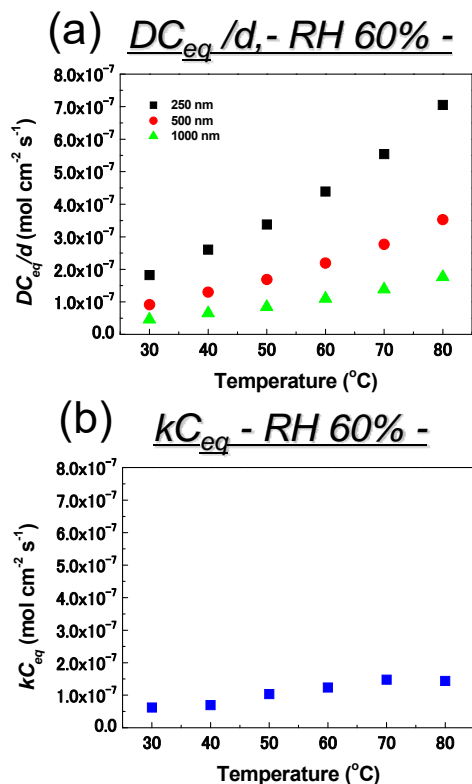 (a) DC_eq /d,- RH 60% -
8.0x10⁻⁷
7.0x10⁻⁷
6.0x10⁻⁷
5.0x10⁻⁷
4.0x10⁻⁷
3.0x10⁻⁷
2.0x10⁻⁷
1.0x10⁻⁷
0.0
DC_eq/d (mol cm⁻² s⁻¹)
250 nm
500 nm
1000 nm
30 40 50 60 70 80
Temperature (°C)
(b) kC_eq - RH 60% -
8.0x10⁻⁷
7.0x10⁻⁷
6.0x10⁻⁷
5.0x10⁻⁷
4.0x10⁻⁷
3.0x10⁻⁷
2.0x10⁻⁷
1.0x10⁻⁷
0.0
kC_eq (mol cm⁻² s⁻¹)
30 40 50 60 70 80
Temperature (°C)